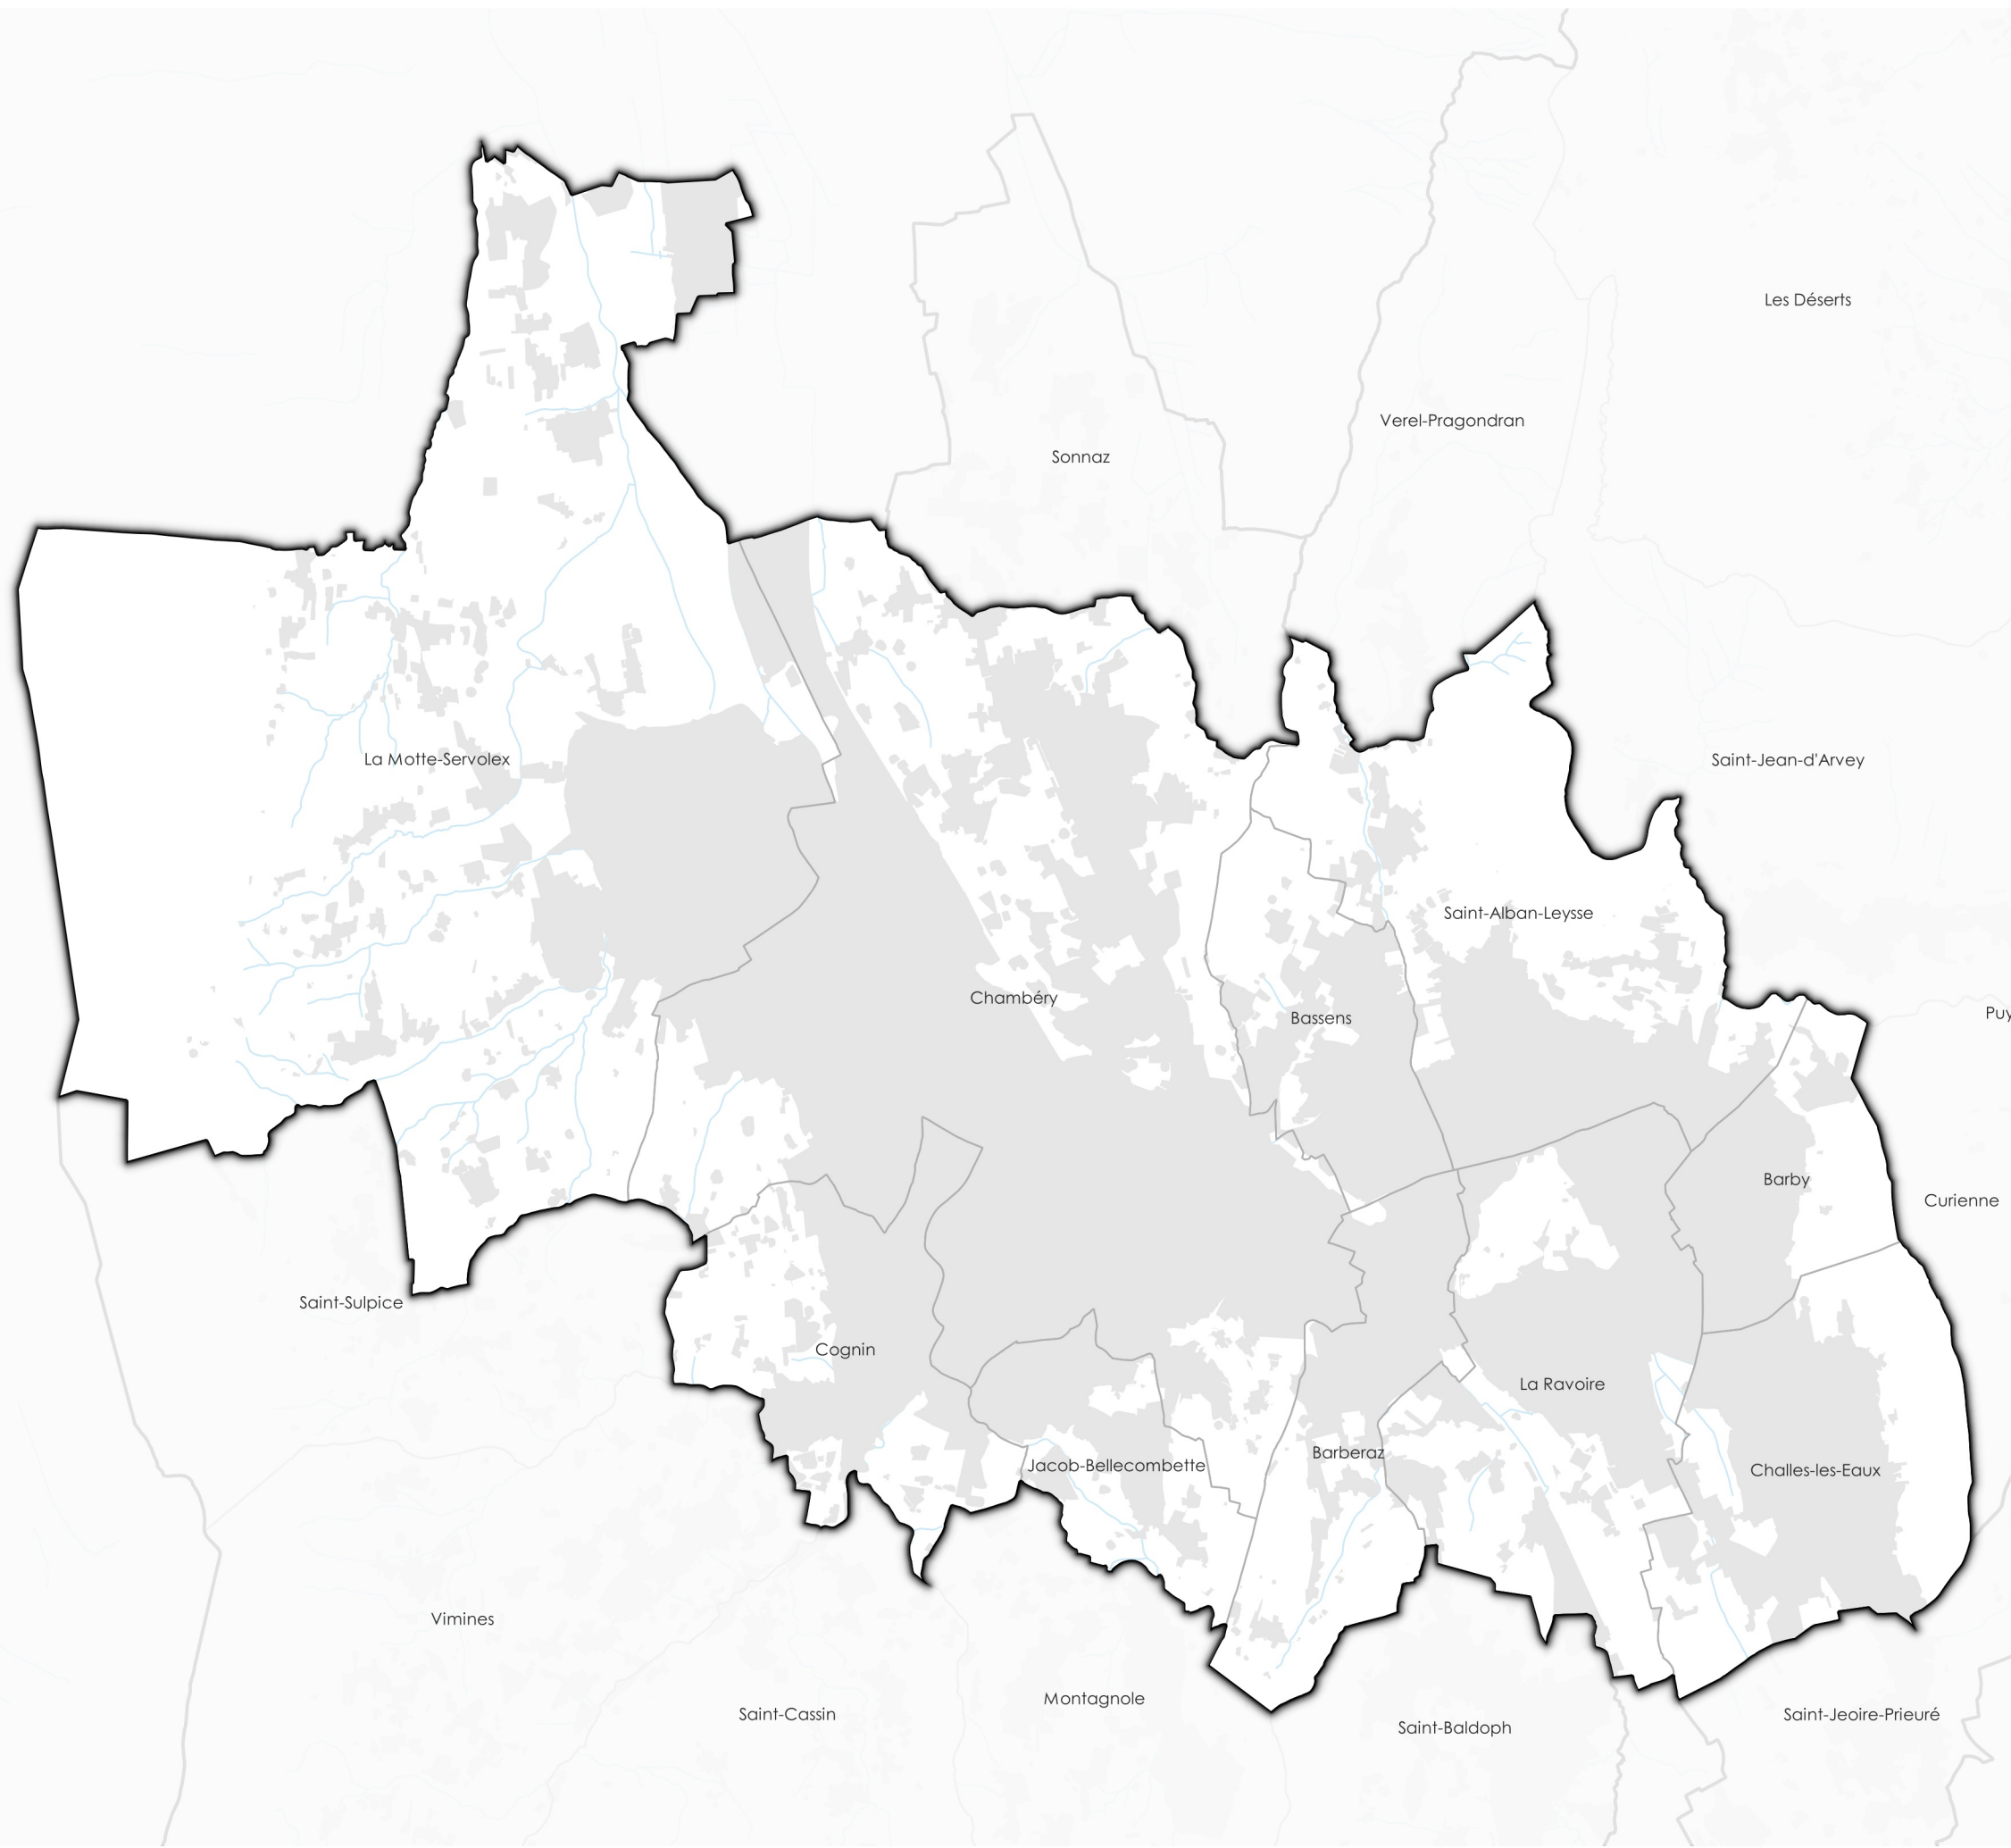 Les Déserts
Verel-Pragondran
Sonnaz
La Motte-Servolex
Saint-Jean-d'Arvey
Saint-Alban-Leysse
Chambéry
Bassens
Puy
Barby
Curienne
Saint-Sulpice
Cognin
La Ravoire
Barberaz
Jacob-Bellecombette
Challes-les-Eaux
Vimines
Montagnole
Saint-Cassin
Saint-Baldoph
Saint-Jeoire-Prieuré